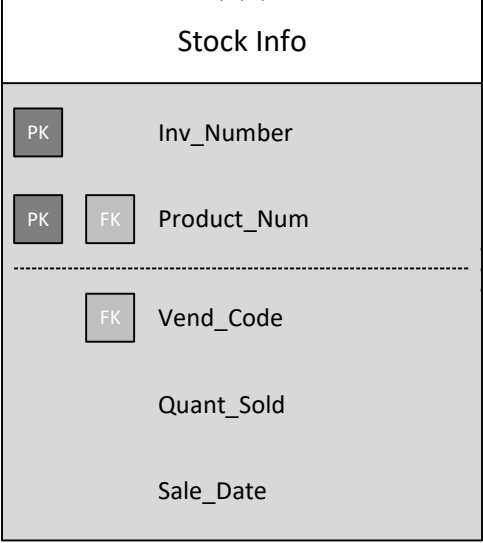 Stock Info
PK Inv_Number
PK FK Product_Num
FK Vend_Code
Quant_Sold
Sale_Date